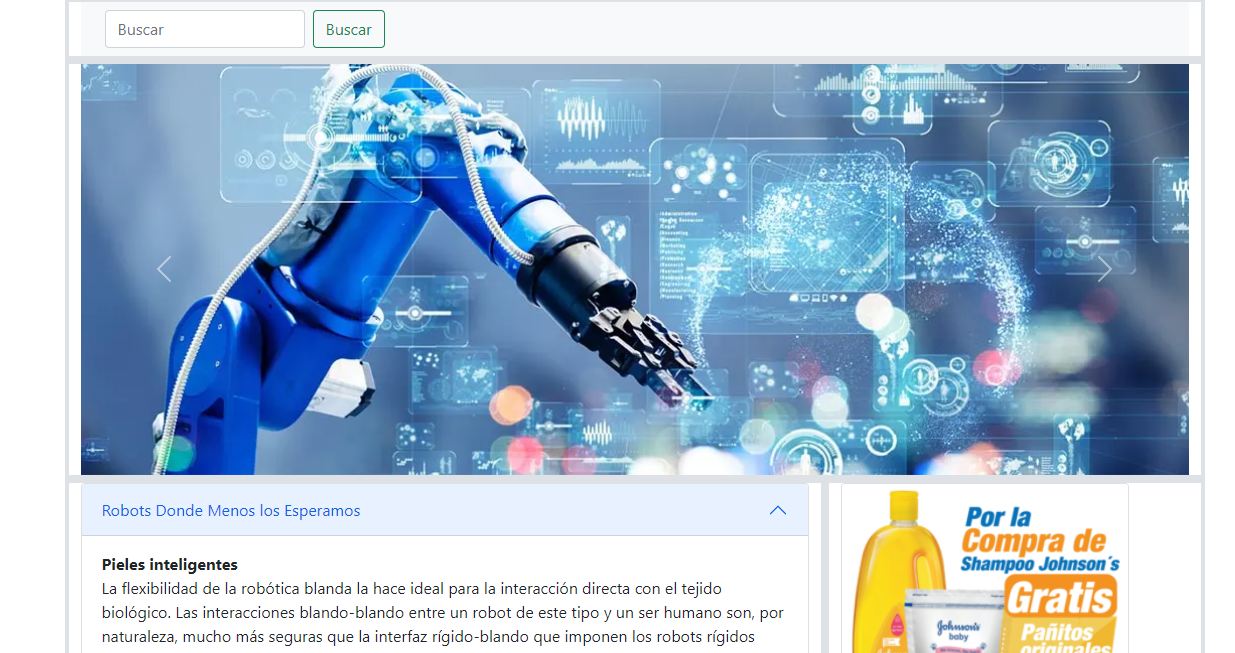 Buscar
Buscar
Robots Donde Menos los Esperamos
Pieles inteligentes
La flexibilidad de la robótica blanda la hace ideal para la interacción directa con el tejido
biológico. Las interacciones blando-blando entre un robot de este tipo y un ser humano son, por
naturaleza, mucho más seguras que la interfaz rígido-blando que imponen los robots rígidos
Por la
Compra de
Shampoo Johnson´s
Gratis
Johnson's
baby
Pañitos
originales